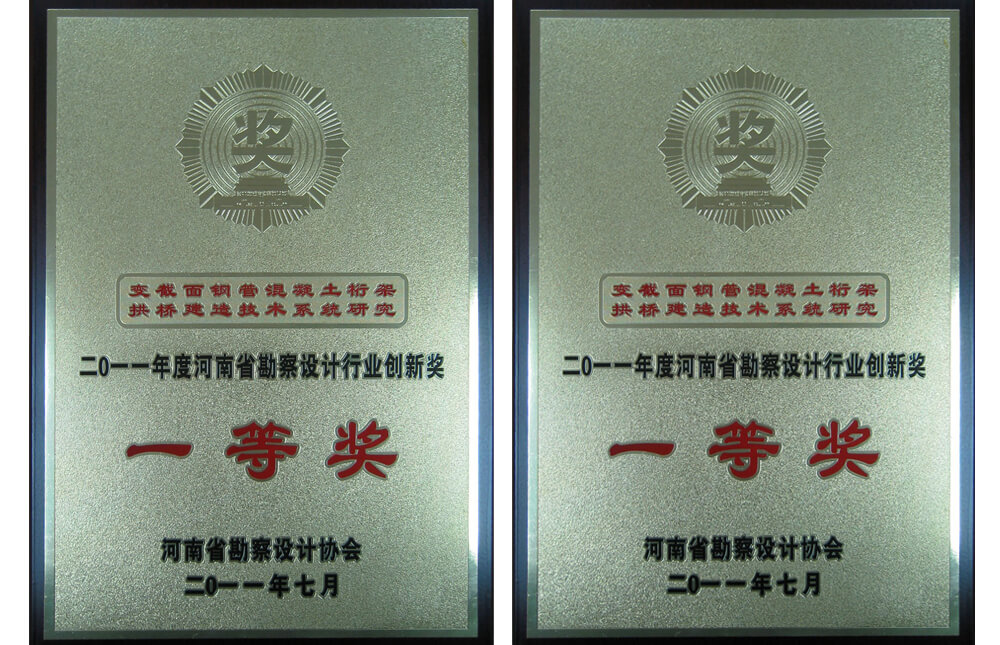 奖
变截面钢管混凝土桁架
拱桥建造技术系统研究
二0一一年度河南省勘察设计行业创新奖
一等奖
河南省勘察设计协会
二0一一年七月
奖
变截面钢管混凝土桁架
拱桥建造技术系统研究
二0一一年度河南省勘察设计行业创新奖
一等奖
河南省勘察设计协会
二0一一年七月